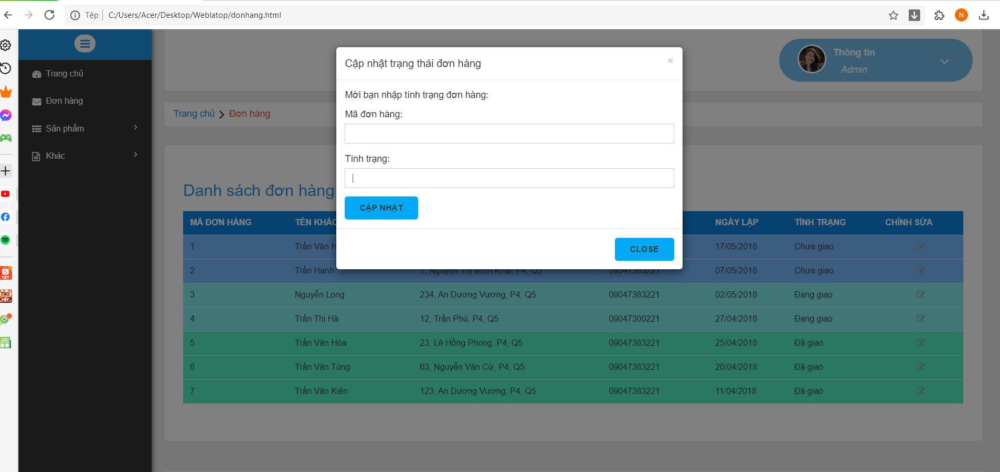 Tệp C:/Users/Acer/Desktop/Weblatop/donhang.html
N
Trang chủ
Đơn hàng
Sản phẩm
Khác
Thông tin
Admin
Trang chủ Đơn hàng
Cập nhật trạng thái đơn hàng ×
Mời bạn nhập tình trạng đơn hàng:
Mã đơn hàng:
Tình trạng:
CẬP NHẬT
CLOSE
Danh sách đơn hàng
MÃ ĐƠN HÀNG TÊN KHÁC NGÀY LẬP TÌNH TRẠNG CHỈNH SỬA
1 Trần Văn H 17/05/2018 Chưa giao
2 Trần Hạnh 1, Nguyễn Thị Minh Khai, P4, Q5 09047383221 07/05/2018 Chưa giao
3 Nguyễn Long 234, An Dương Vương, P4, Q5 09047383221 02/05/2018 Đang giao
4 Trần Thị Hà 12, Trần Phú, P4, Q5 09047300221 27/04/2018 Đang giao
5 Trần Văn Hòa 23, Lê Hồng Phong, P4, Q5 09047383221 25/04/2018 Đã giao
6 Trần Văn Tùng 63, Nguyễn Văn Cừ, P4, Q5 09047383221 20/04/2018 Đã giao
7 Trần Văn Kiên 123, An Dương Vương, P4, Q5 09047383221 11/04/2018 Đã giao
TẾT
TIKI
TẾT